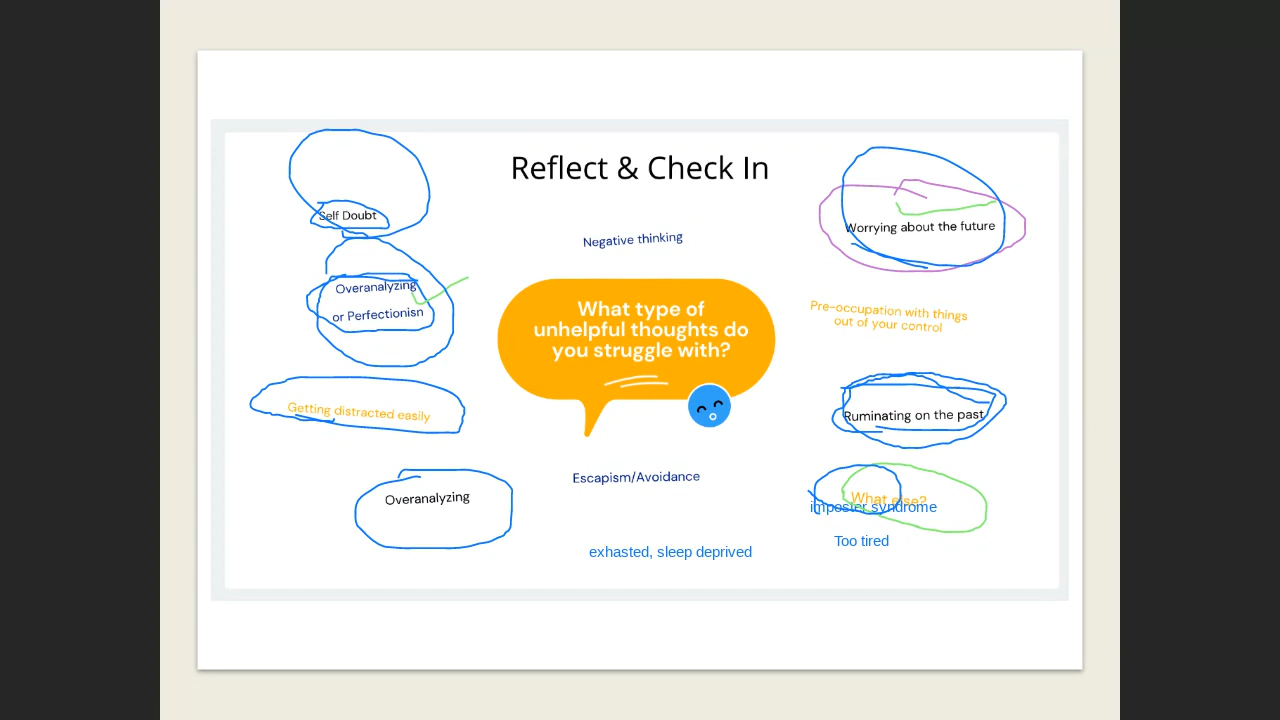 Reflect & Check In
Self Doubt
Negative thinking
Worrying about the future
Overanalyzing
or Perfectionisn
What type of
unhelpful thoughts do
you struggle with?
Pre-occupation with things
out of your control
Getting distracted easily
Ruminating on the past
Overanalyzing
Escapism/Avoidance
What else?
imposter syndrome
Too tired
exhasted, sleep deprived